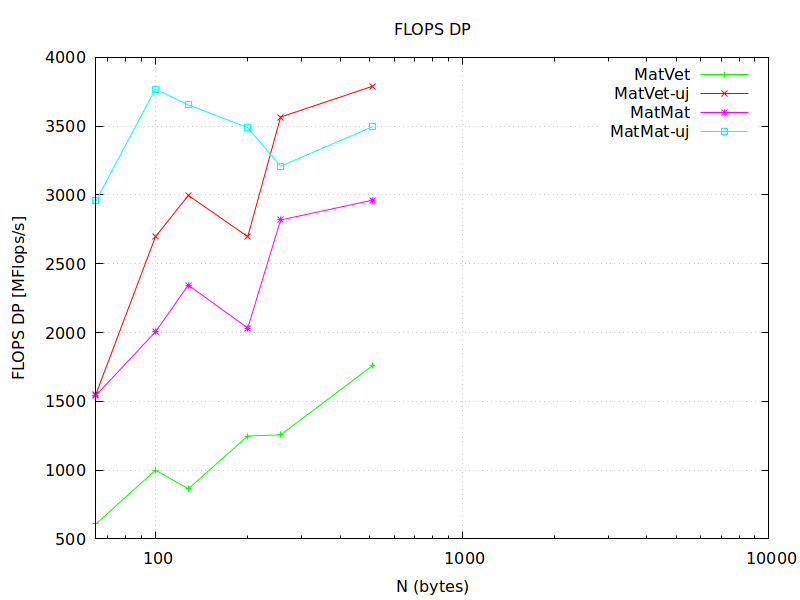 FLOPS DP
4000
3500
3000
2500
2000
1500
1000
500
FLOPS DP [MFlops/s]
MatVet
MatVet-uj
MatMat
MatMat-uj
100
1000
10000
N (bytes)